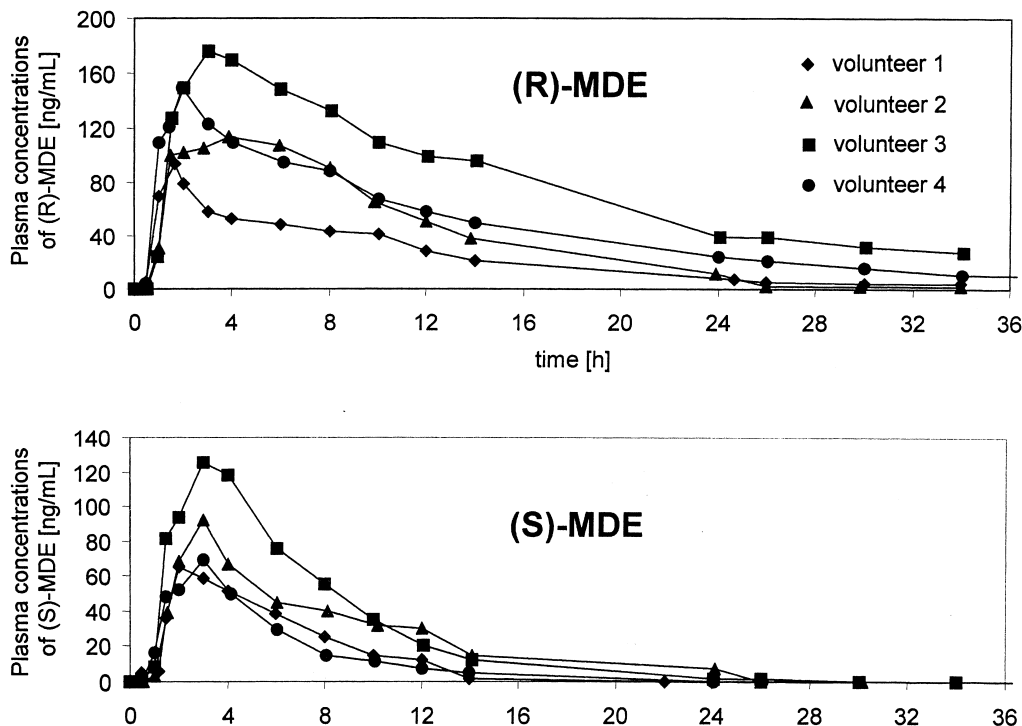 Plasma concentrations
of (R)-MDE [ng/mL]
200
160
120
80
40
0
(R)-MDE
volunteer 1
volunteer 2
volunteer 3
volunteer 4
0 4 8 12 16 20 24 28 32 36
time [h]
Plasma concentrations
of (S)-MDE [ng/mL]
140
120
100
80
60
40
20
0
(S)-MDE
0 4 8 12 16 20 24 28 32 36